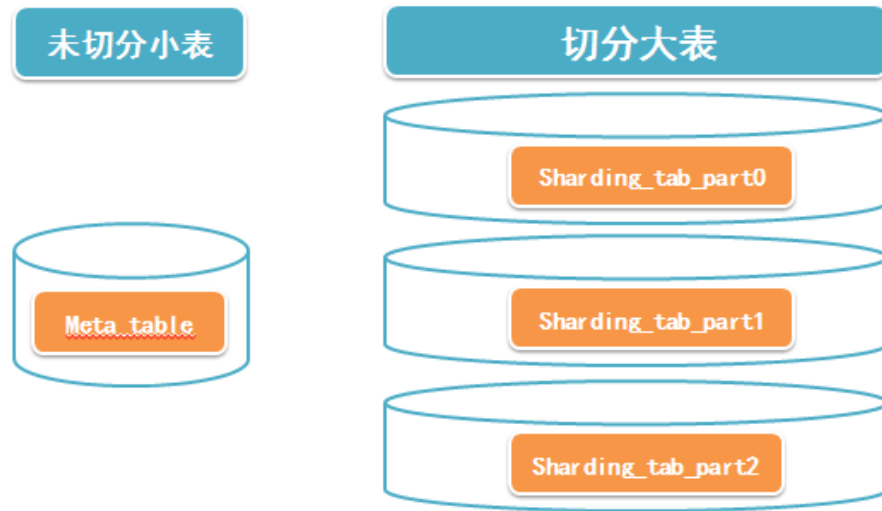 未切分小表
切分大表
Sharding_tab_part0
Meta_table
Sharding_tab_part1
Sharding_tab_part2